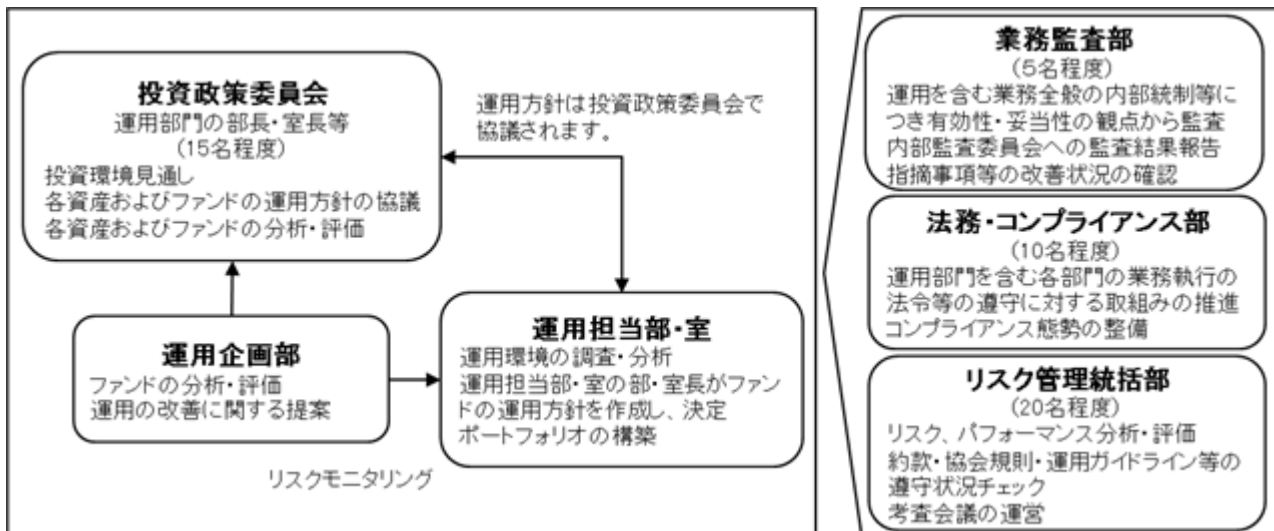 投資政策委員会
運用部門の部長・室長等
(15名程度)
投資環境見通し
各資産およびファンドの運用方針の協議
各資産およびファンドの分析・評価
運用方針は投資政策委員会で
協議されます。
運用企画部
ファンドの分析・評価
運用の改善に関する提案
運用担当部・室
運用環境の調査・分析
運用担当部・室の部・室長がファン
ドの運用方針を作成し、決定
ポートフォリオの構築
リスクモニタリング
業務監査部
(5名程度)
運用を含む業務全般の内部統制等に
つき有効性・妥当性の観点から監査
内部監査委員会への監査結果報告
指摘事項等の改善状況の確認
法務・コンプライアンス部
(10名程度)
運用部門を含む各部門の業務執行の
法令等の遵守に対する取組みの推進
コンプライアンス態勢の整備
リスク管理統括部
(20名程度)
リスク、パフォーマンス分析・評価
約款・協会規則・運用ガイドライン等の
遵守状況チェック
考査会議の運営